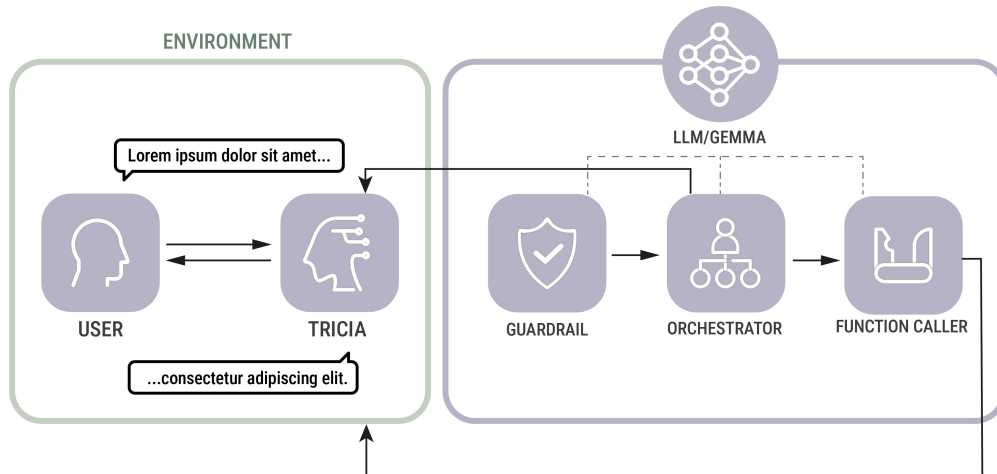 ENVIRONMENT
LLM/GEMMA
Lorem ipsum dolor sit amet...
USER
TRICIA
GUARDRAIL
ORCHESTRATOR
FUNCTION CALLER
...consectetur adipiscing elit.